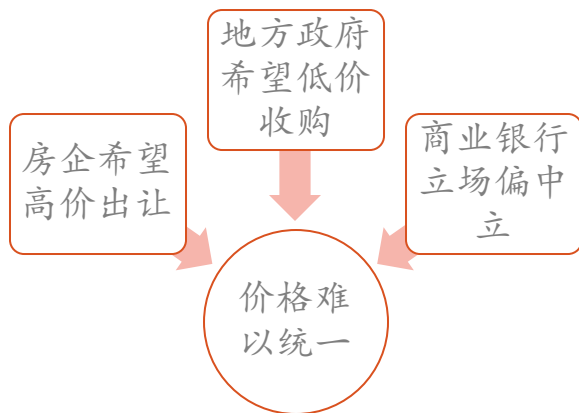 地方政府
希望低价
收购
房企希望
高价出让
商业银行
立场偏中
立
价格难
以统一